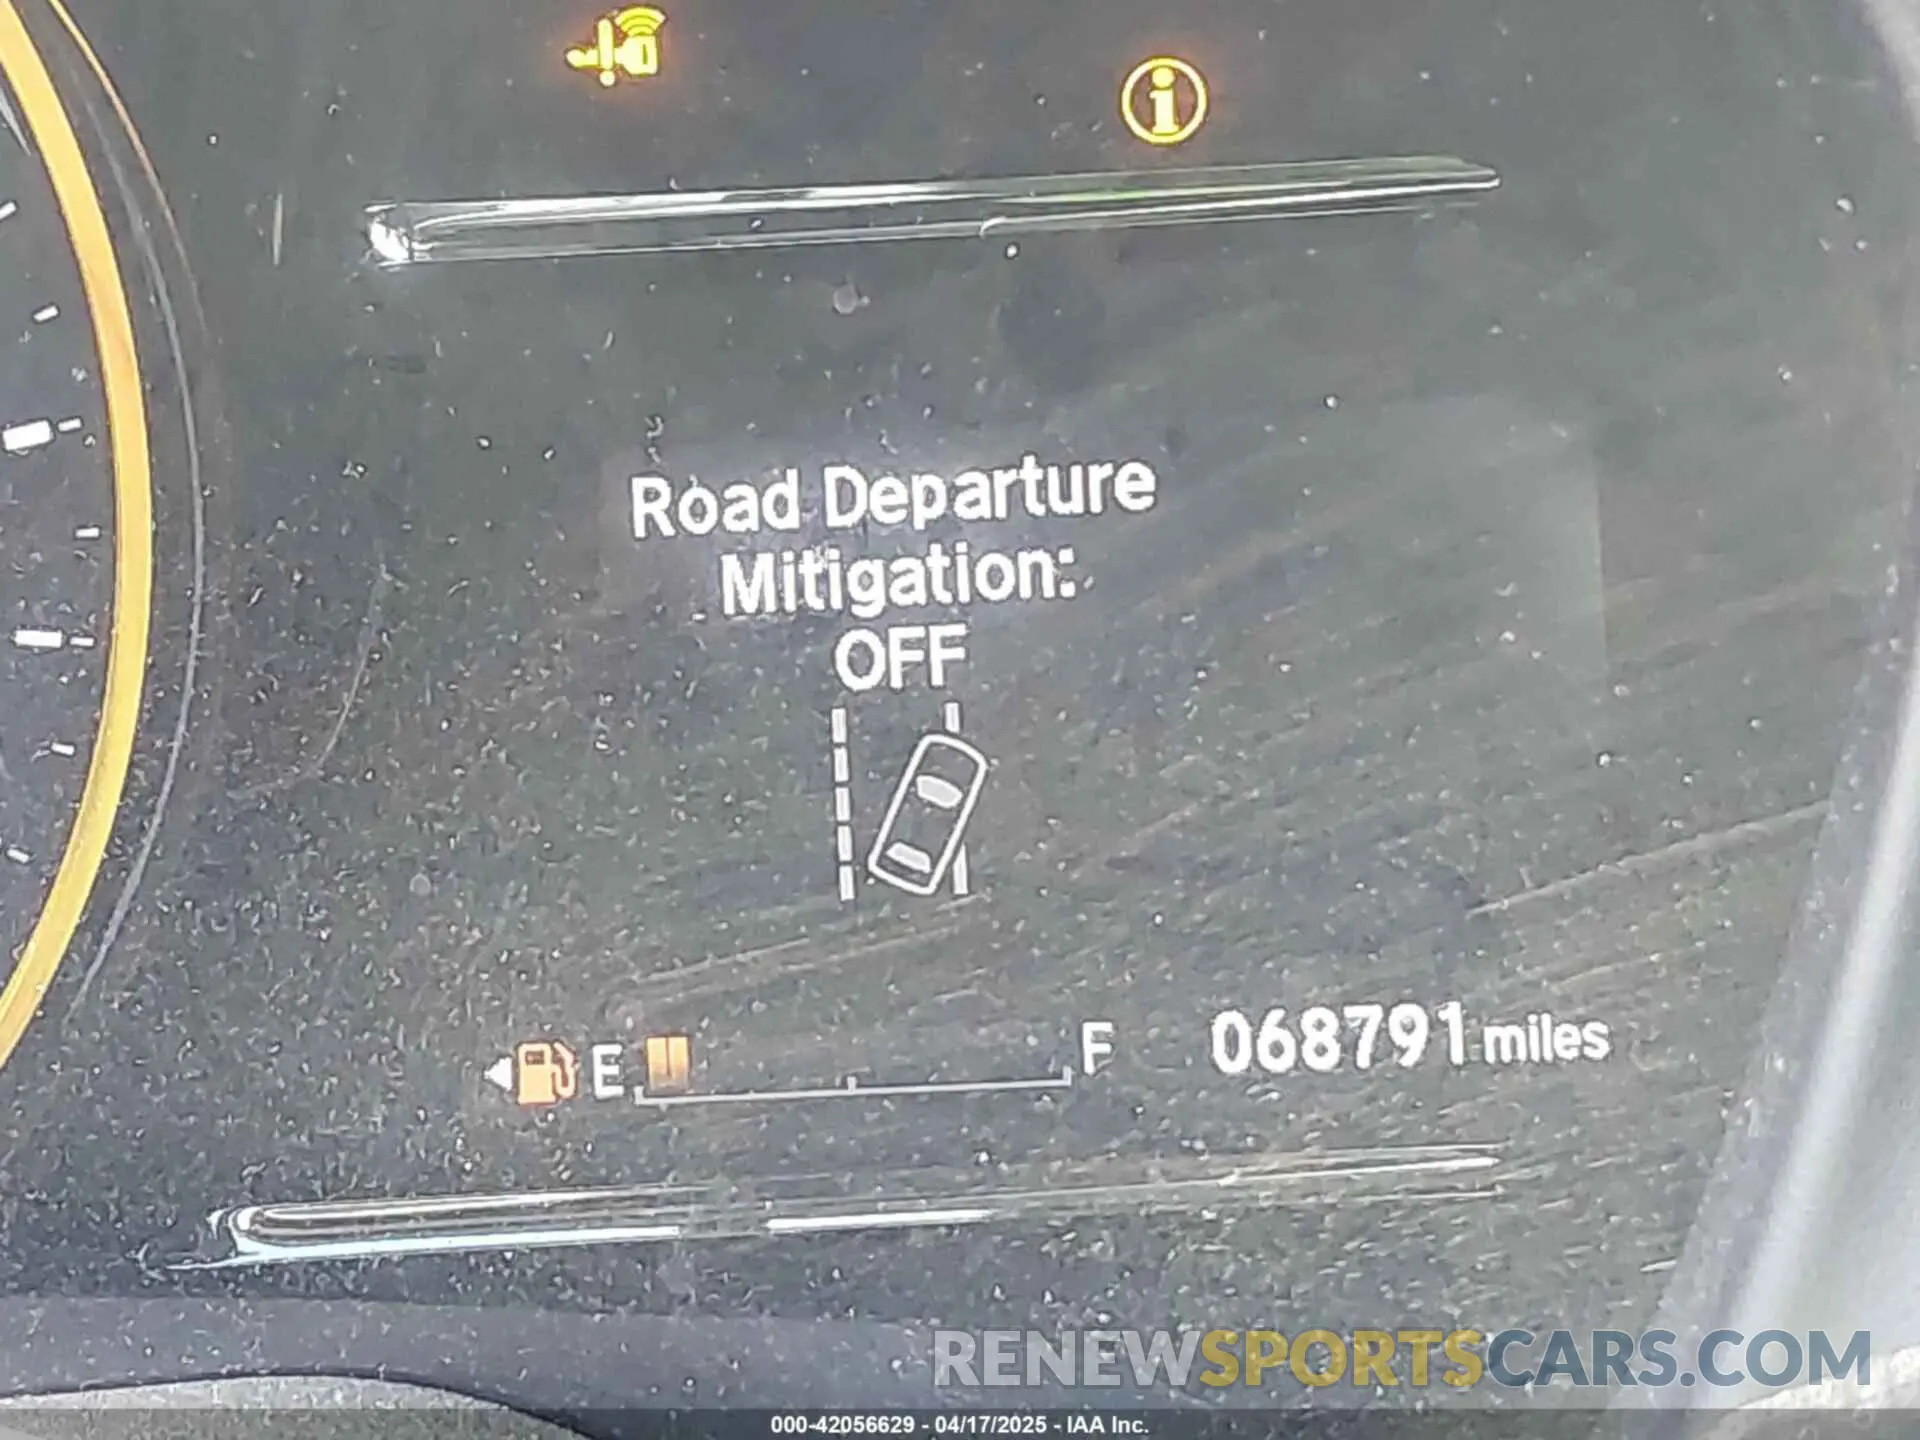 Road Departure
Mitigation:
OFF
E F 068791 miles
RENEWSPORTSCARS.COM
000-42056629 - 04/17/2025 - IAA Inc.